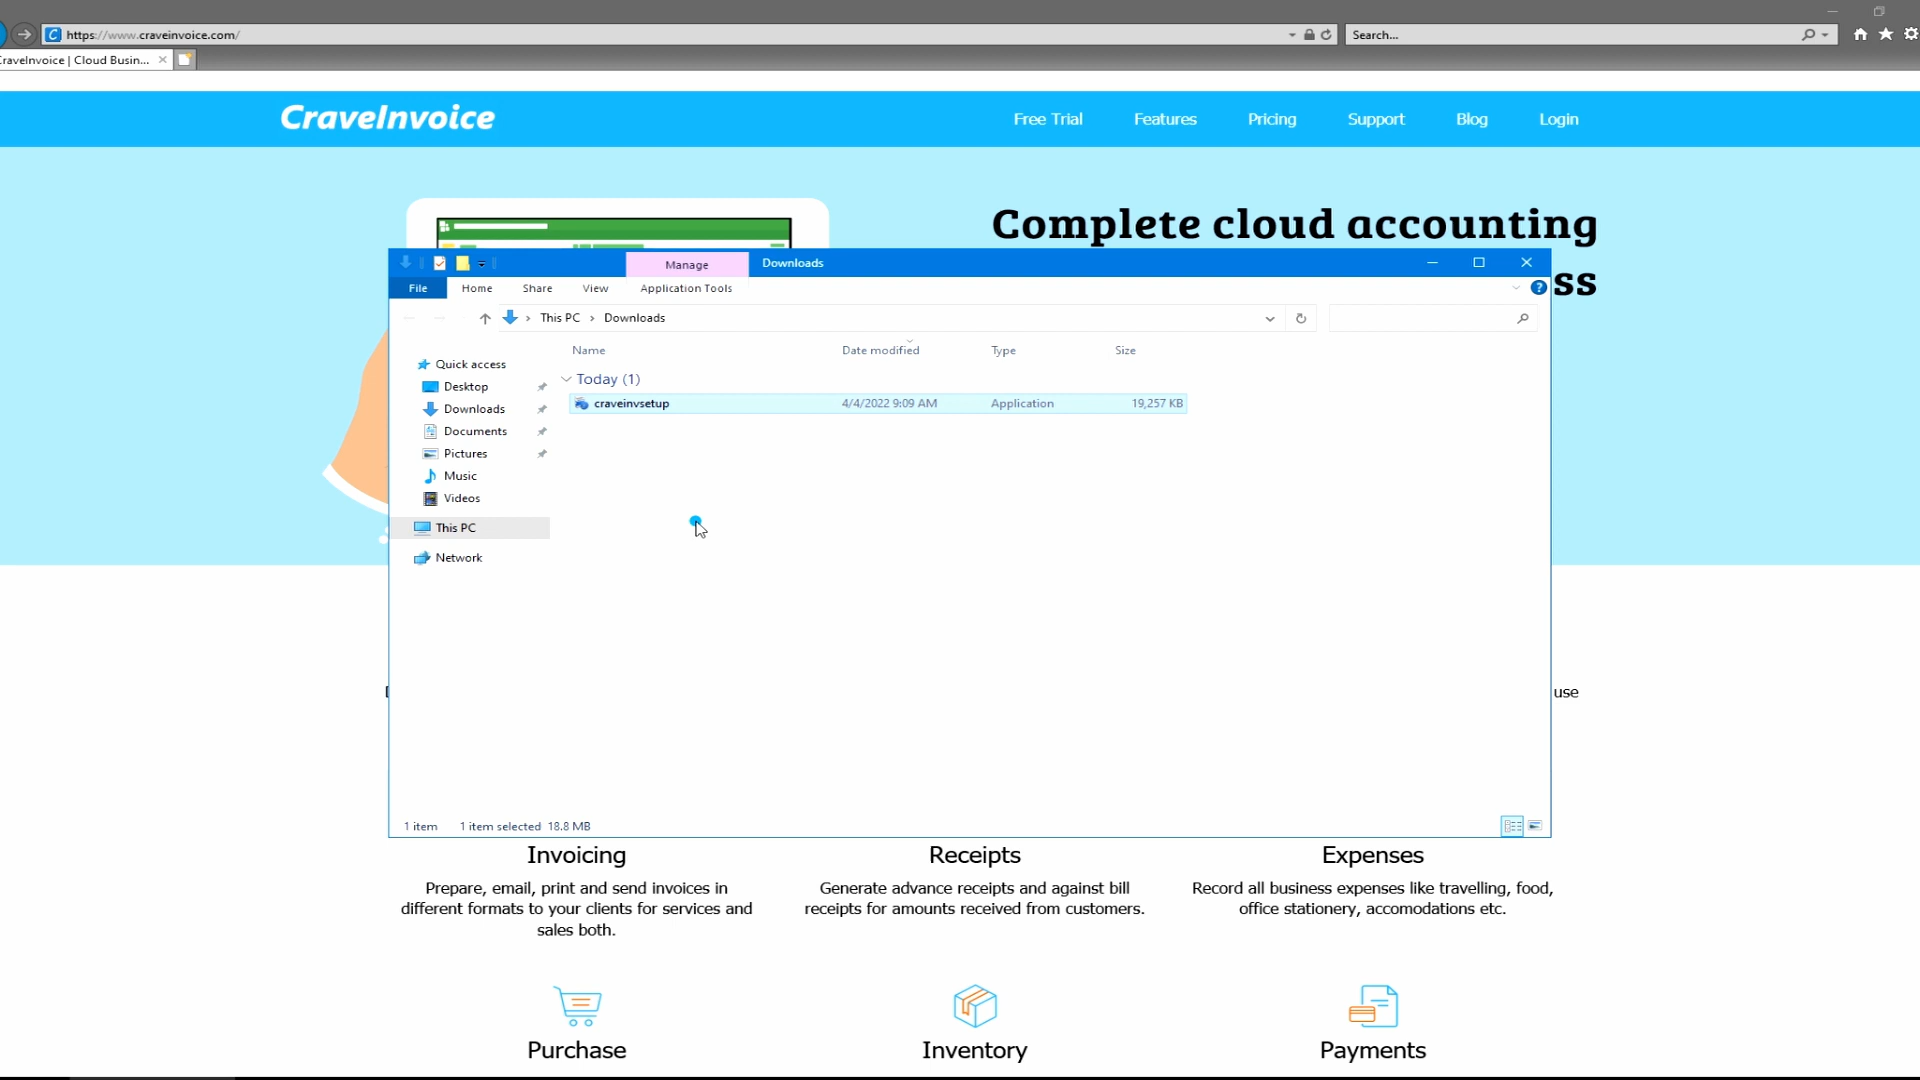 https://www.craveinvoice.com/
Search...
CraveInvoice | Cloud Busin...
CraveInvoice
Free Trial
Features
Pricing
Support
Blog
Login
Complete cloud accounting
ss
Manage
Downloads
File
Home
Share
View
Application Tools
?
This PC > Downloads
Name
Date modified
Type
Size
Quick access
Desktop
Downloads
Documents
Pictures
Music
Videos
This PC
Network
Today (1)
craveinvsetup 4/4/2022 9:09 AM Application 19,257 KB
use
1 item 1 item selected 18.8 MB
Invoicing
Prepare, email, print and send invoices in
different formats to your clients for services and
sales both.
Receipts
Generate advance receipts and against bill
receipts for amounts received from customers.
Expenses
Record all business expenses like travelling, food,
office stationery, accomodations etc.
Purchase
Inventory
Payments